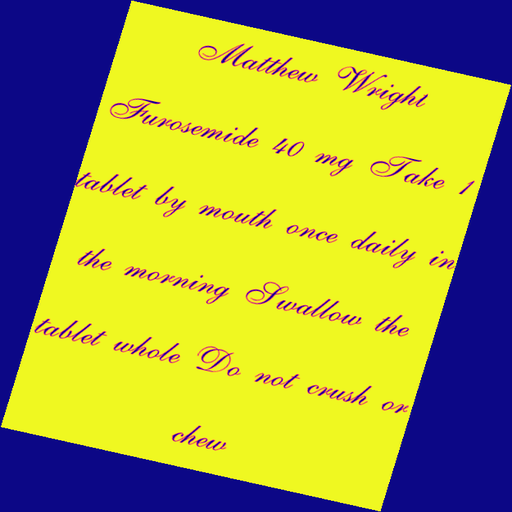 Matthew Wright
Furosemide 40 mg Take 1
tablet by mouth once daily in
the morning Swallow the
tablet whole Do not crush or
chew